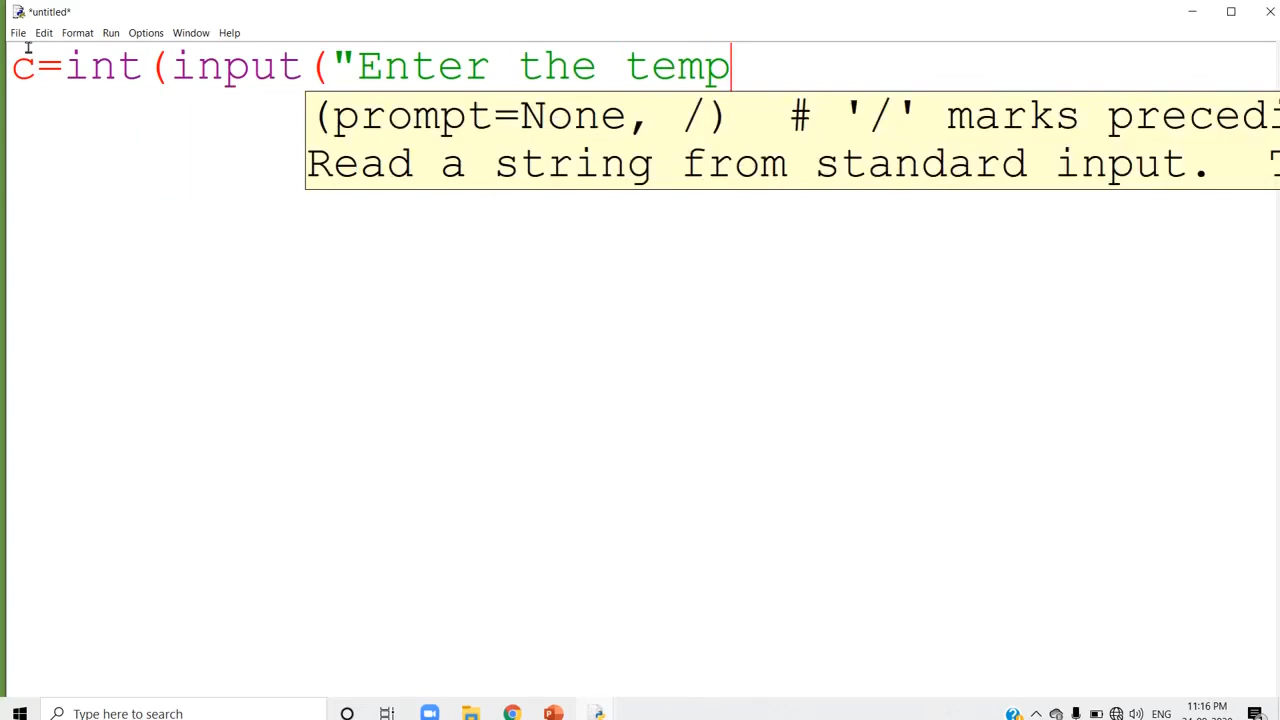 *untitled*
File Edit Format Run Options Window Help
c=int(input("Enter the temp
(prompt=None, /) # '/' marks precedi
Read a string from standard input.
Type here to search
ENG
11:16 PM